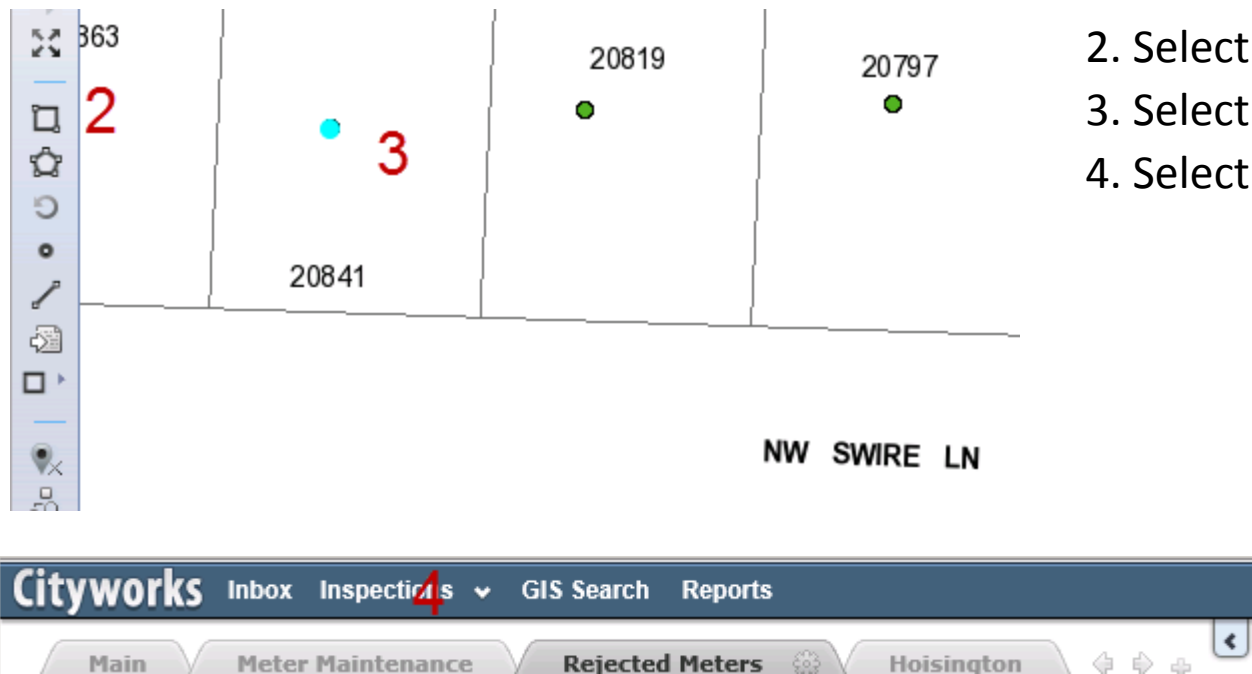 363
20819
20797
2
3
20841
NW SWIRE LN
2. Select
3. Select
4. Select
Cityworks Inbox Inspections GIS Search Reports
4
Main Meter Maintenance Rejected Meters Hoisington